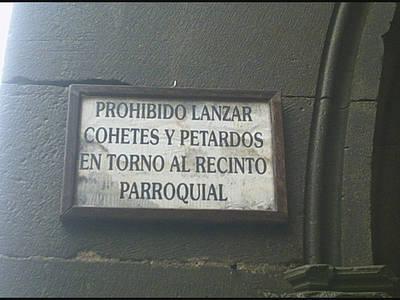 PROHIBIDO LANZAR
COHETES Y PETARDOS
EN TORNO AL RECINTO
PARROQUIAL